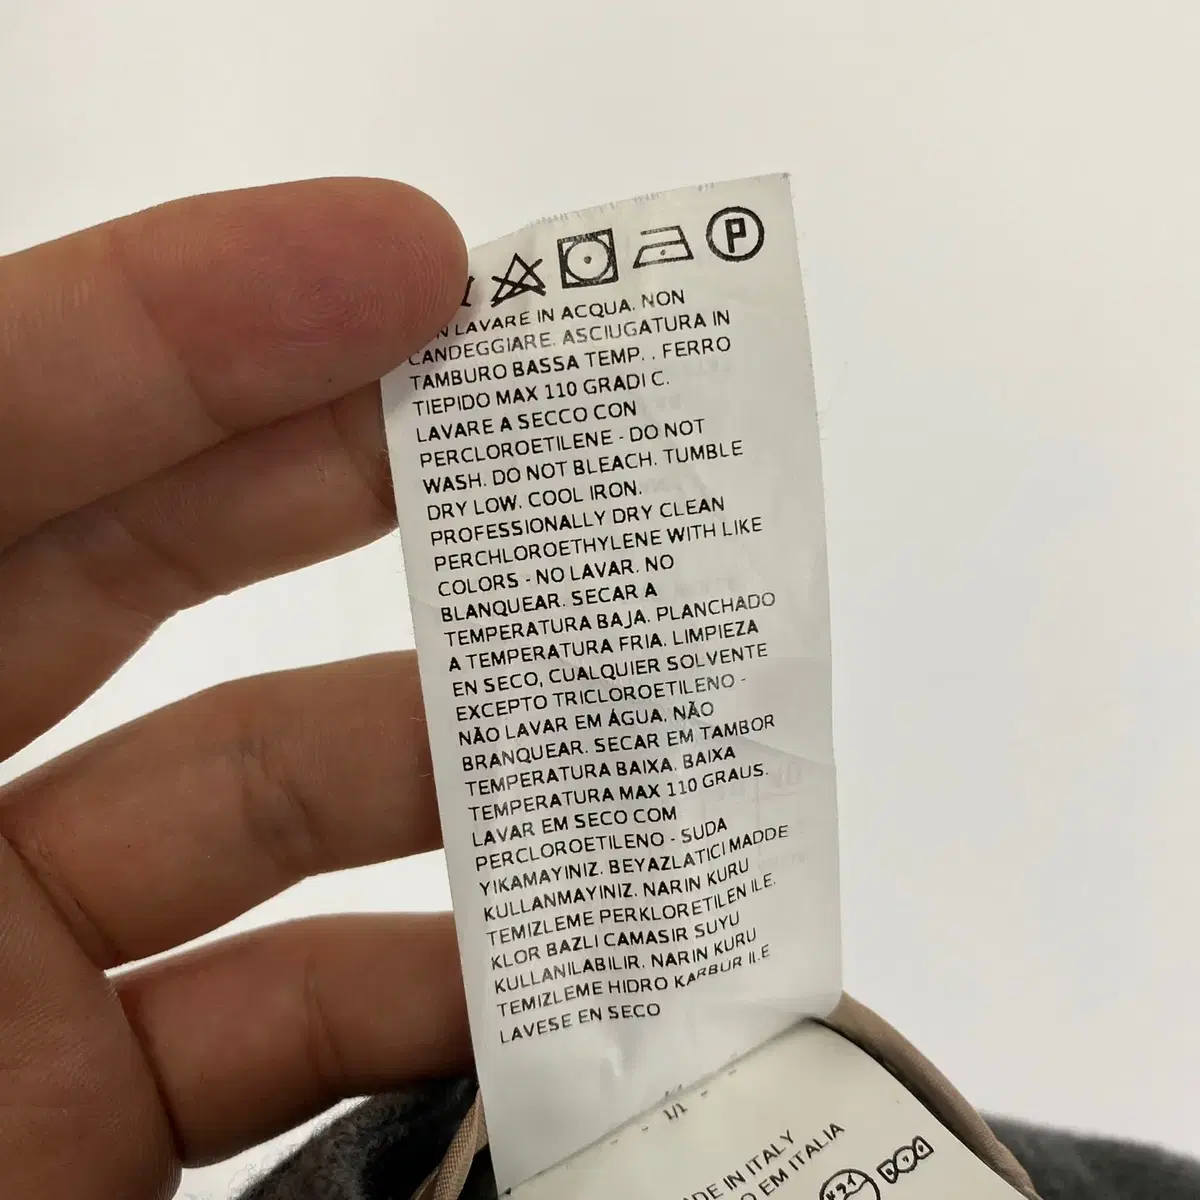 P
LAVARE IN ACQUA. NON
CANDEGGIARE. ASCIUGATURA IN
TAMBURO BASSA TEMP. . FERRO
TIEPIDO MAX 110 GRADI C.
LAVARE A SECCO CON
PERCLOROETILENE - DO NOT
WASH. DO NOT BLEACH. TUMBLE
DRY LOW. COOL IRON.
PROFESSIONALLY DRY CLEAN
PERCHLOROETHYLENE WITH LIKE
COLORS - NO LAVAR. NO
BLANQUEAR. SECAR A
TEMPERATURA BAJA. PLANCHADO
A TEMPERATURA FRIA. LIMPIEZA
EN SECO, CUALQUIER SOLVENTE
EXCEPTO TRICLOROETILENO -
NÃO LAVAR EM ÁGUA. NÃO
BRANQUEAR. SECAR EM TAMBOR
TEMPERATURA BAIXA. BAIXA
TEMPERATURA MAX 110 GRAUS.
LAVAR EM SECO COM
PERCLOROETILENO - SUDA
YIKAMAYINIZ. BEYAZLATICI MADDE
KULLANMAYINIZ. NARIN KURU
TEMIZLEME PERKLORETILEN ILE.
KLOR BAZLI CAMASIR SUYU
KULLANILABILIR. NARIN KURU
TEMIZLEME HIDRO KARBUR ILE
LAVESE EN SECO
1/1
IN ITALY
EM ITALIA